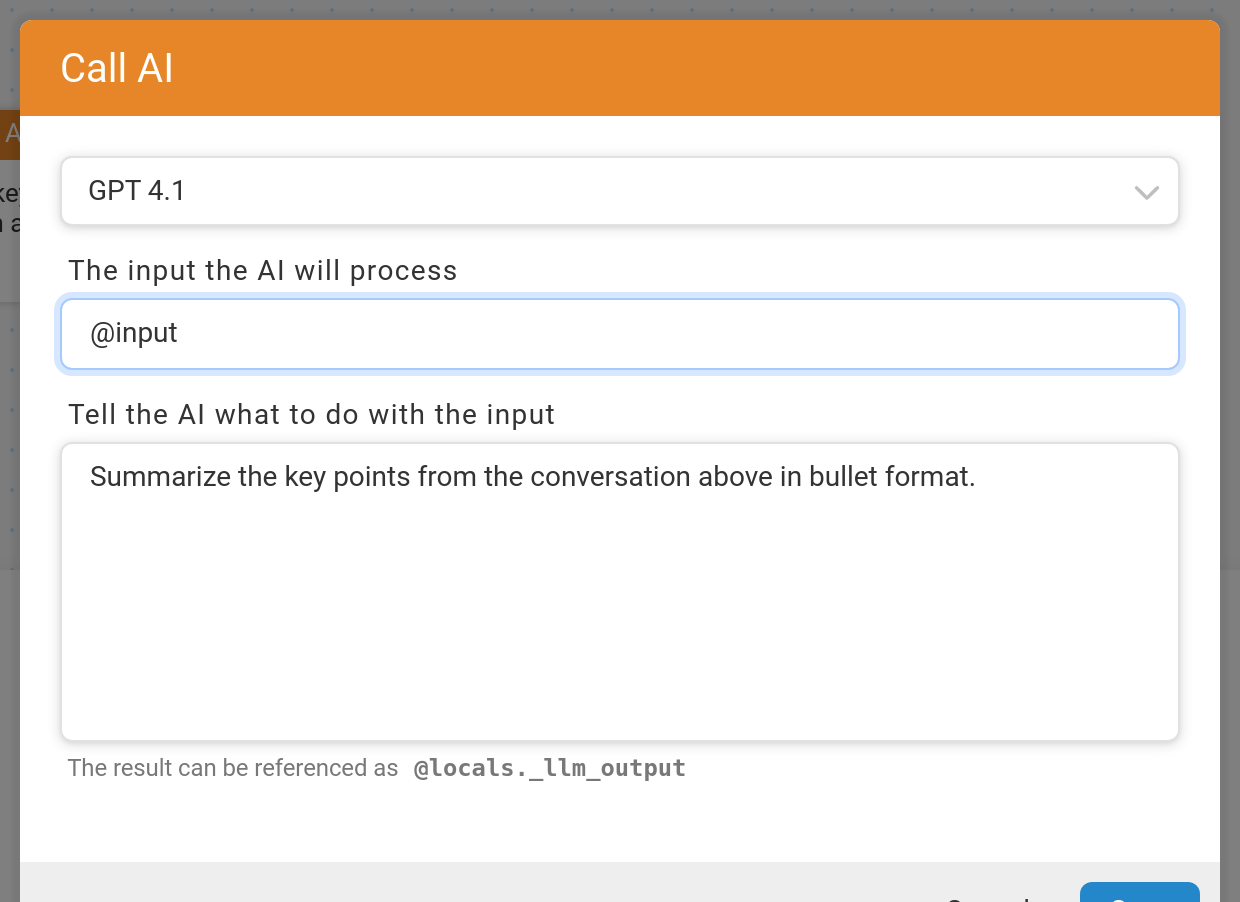 Call AI
GPT 4.1
The input the AI will process
@input
Tell the AI what to do with the input
Summarize the key points from the conversation above in bullet format.
The result can be referenced as @locals._llm_output